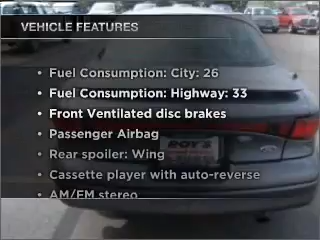 VEHICLE FEATURES
• Fuel Consumption: City: 26
• Fuel Consumption: Highway: 33
• Front Ventilated disc brakes
• Passenger Airbag
• Rear spoiler: Wing
• Cassette player with auto-reverse
• AM/FM stereo
ROY'S